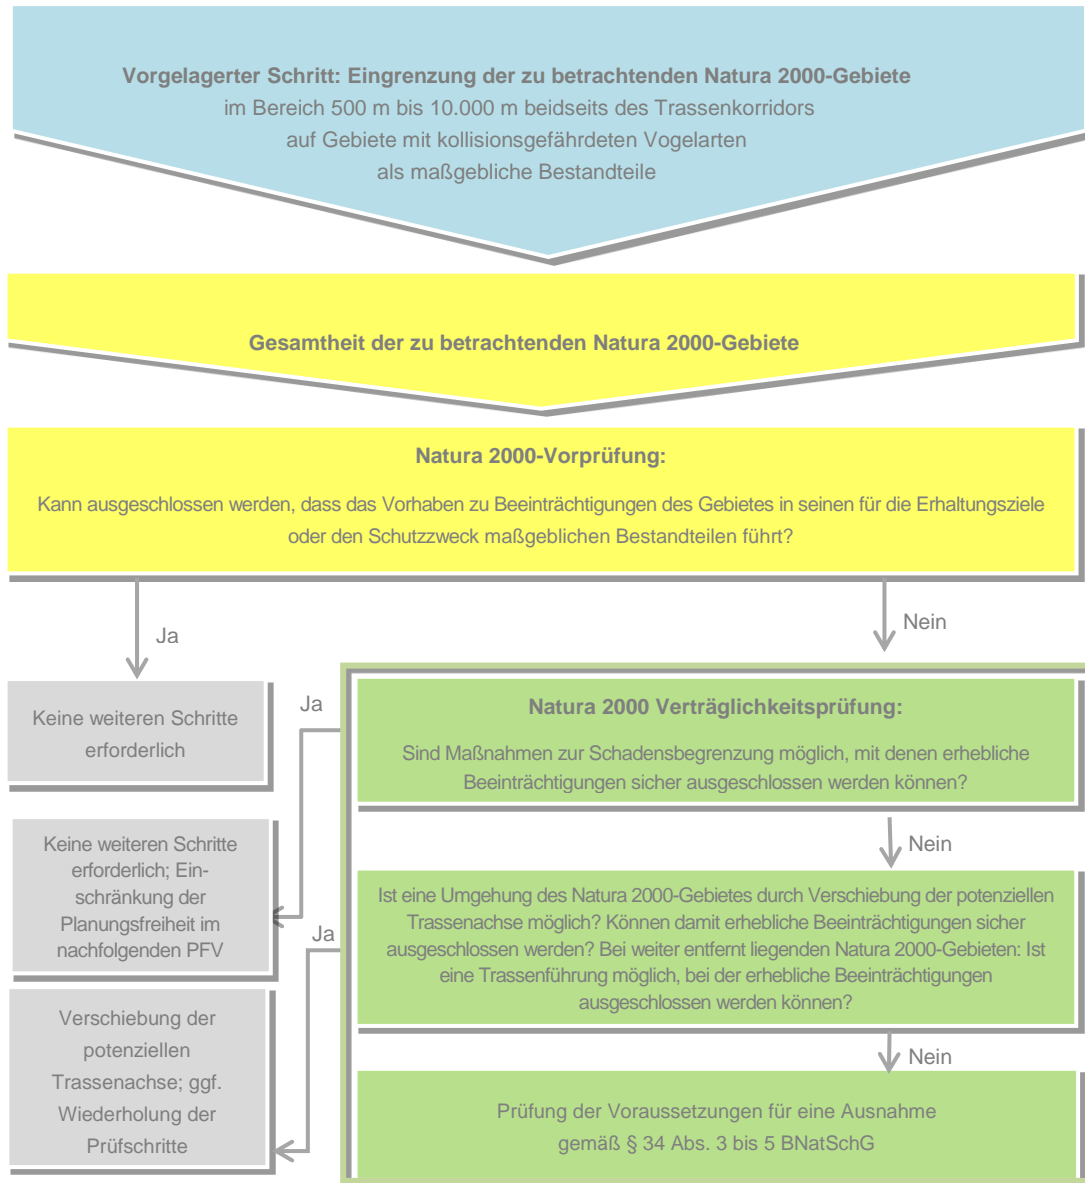 Vorgelagerter Schritt: Eingrenzung der zu betrachtenden Natura 2000-Gebiete
im Bereich 500 m bis 10.000 m beidseits des Trassenkorridors
auf Gebiete mit kollisionsgefährdeten Vogelarten
als maßgebliche Bestandteile
Gesamtheit der zu betrachtenden Natura 2000-Gebiete
Natura 2000-Vorprüfung:
Kann ausgeschlossen werden, dass das Vorhaben zu Beeinträchtigungen des Gebietes in seinen für die Erhaltungsziele
oder den Schutzzweck maßgeblichen Bestandteilen führt?
Ja
Nein
Keine weiteren Schritte
erforderlich
Ja
Natura 2000 Verträglichkeitsprüfung:
Sind Maßnahmen zur Schadensbegrenzung möglich, mit denen erhebliche
Beeinträchtigungen sicher ausgeschlossen werden können?
Nein
Keine weiteren Schritte
erforderlich; Ein-
schränkung der
Planungsfreiheit im
nachfolgenden PFV
Ja
Ist eine Umgehung des Natura 2000-Gebietes durch Verschiebung der potenziellen
Trassenachse möglich? Können damit erhebliche Beeinträchtigungen sicher
ausgeschlossen werden? Bei weiter entfernt liegenden Natura 2000-Gebieten: Ist
eine Trassenführung möglich, bei der erhebliche Beeinträchtigungen
ausgeschlossen werden können?
Nein
Verschiebung der
potenziellen
Trassenachse; ggf.
Wiederholung der
Prüfschritte
Prüfung der Voraussetzungen für eine Ausnahme
gemäß § 34 Abs. 3 bis 5 BNatSchG